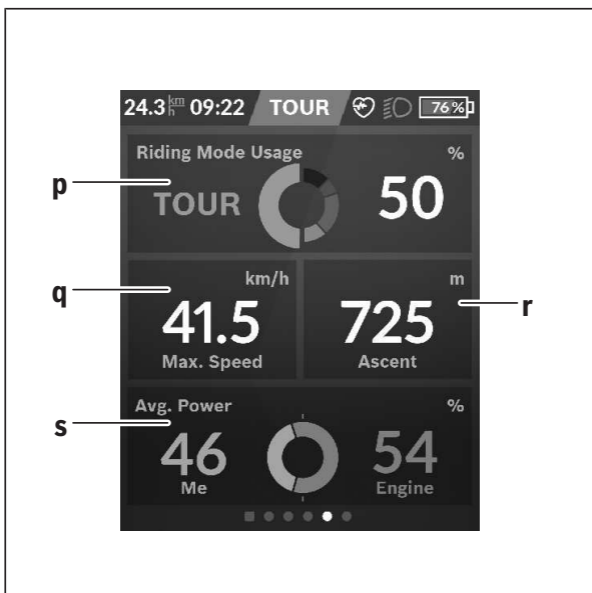 24.3 km/h 09:22 TOUR 76%
Riding Mode Usage %
p
TOUR 50
q
km/h m
r
41.5 725
Max. Speed Ascent
Avg. Power %
s
46 54
Me Engine